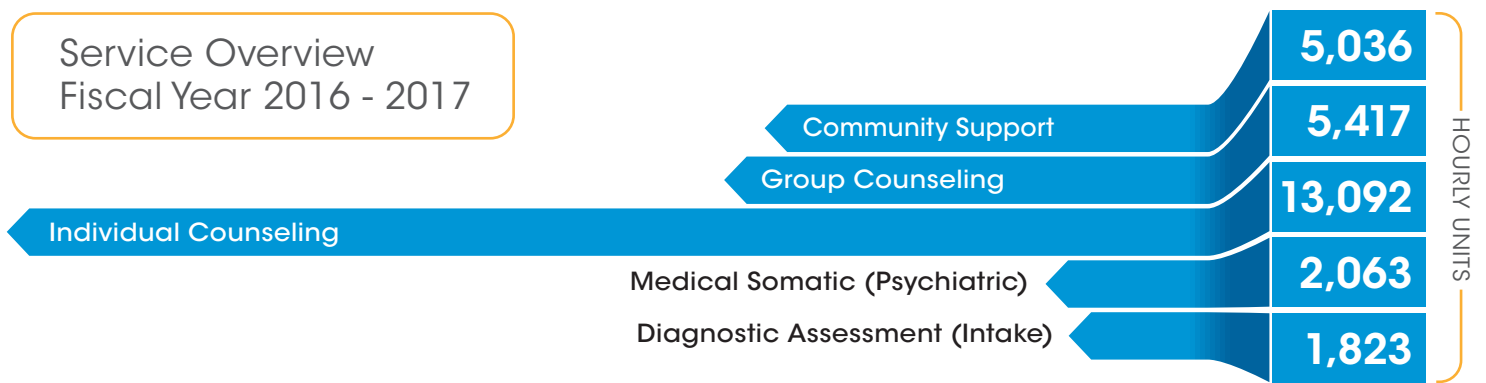 Service Overview
Fiscal Year 2016 - 2017
Community Support
5,036
Group Counseling
5,417
Individual Counseling
13,092
Medical Somatic (Psychiatric)
2,063
Diagnostic Assessment (Intake)
1,823
HOURLY UNITS